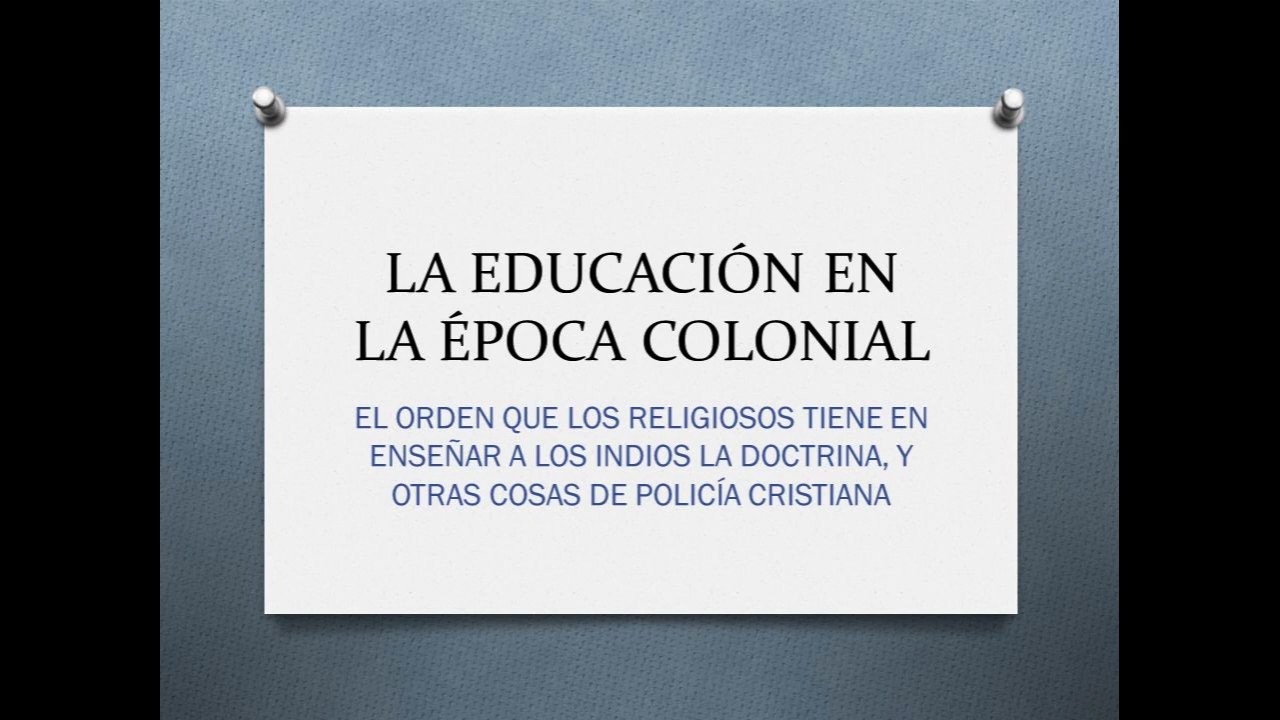 LA EDUCACIÓN EN
LA ÉPOCA COLONIAL
EL ORDEN QUE LOS RELIGIOSOS TIENE EN
ENSEÑAR A LOS INDIOS LA DOCTRINA, Y
OTRAS COSAS DE POLICÍA CRISTIANA